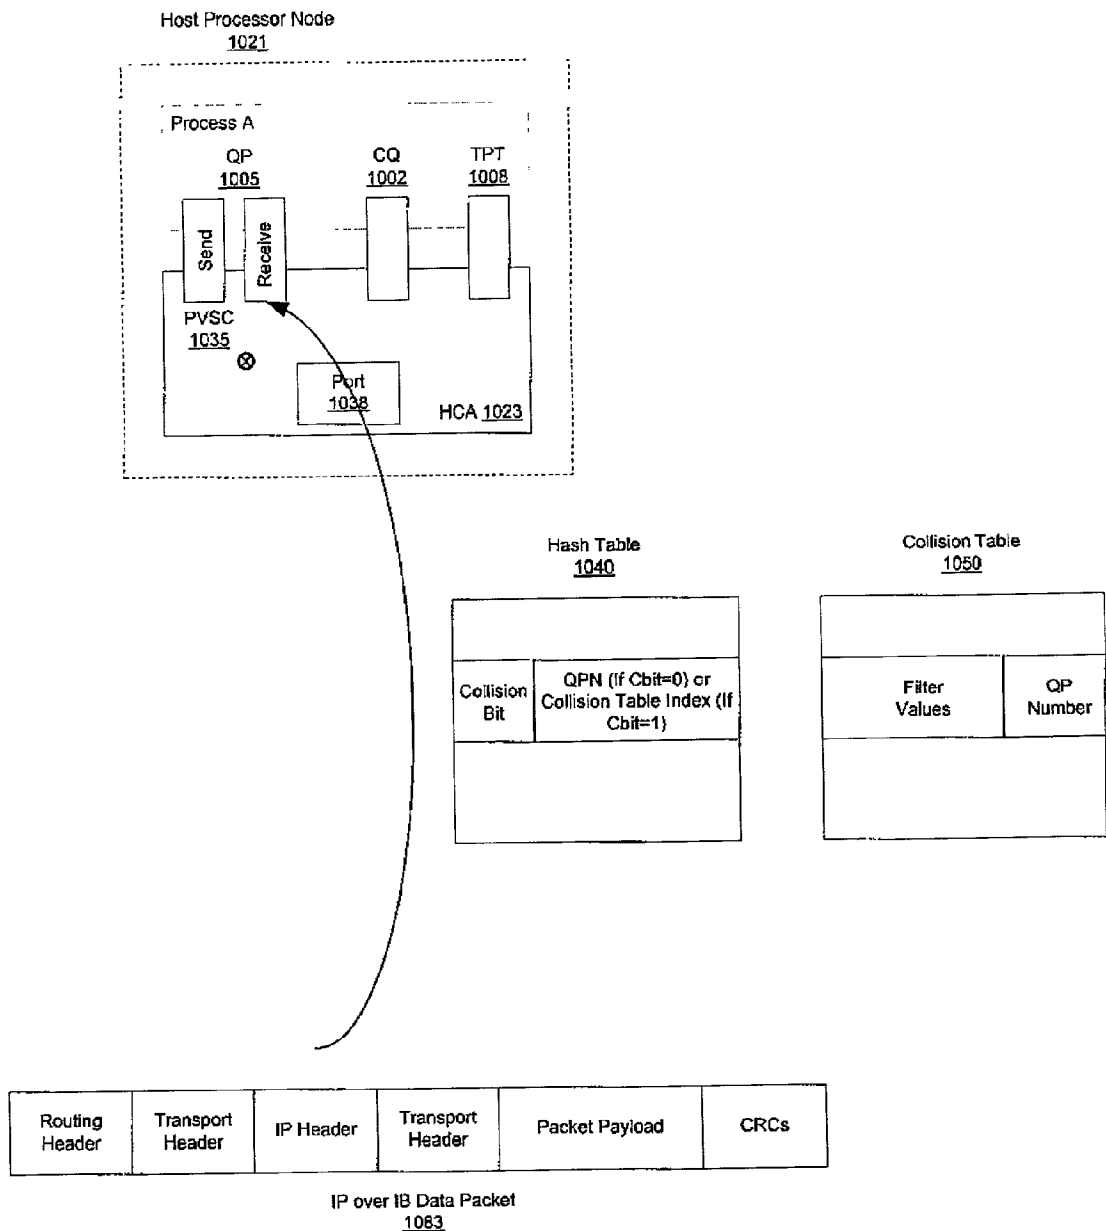 Host Processor Node
1021
Process A
QP
1005
CQ
1002
TPT
1008
Send
Receive
PVSC
1035
Port
1038
HCA 1023
Hash Table
1040
Collision Table
1050
Collision
Bit
QPN (If Cbit=0) or
Collision Table Index (If
Cbit=1)
Filter
Values
QP
Number
Routing
Header
Transport
Header
IP Header
Transport
Header
Packet Payload
CRCs
IP over IB Data Packet
1083